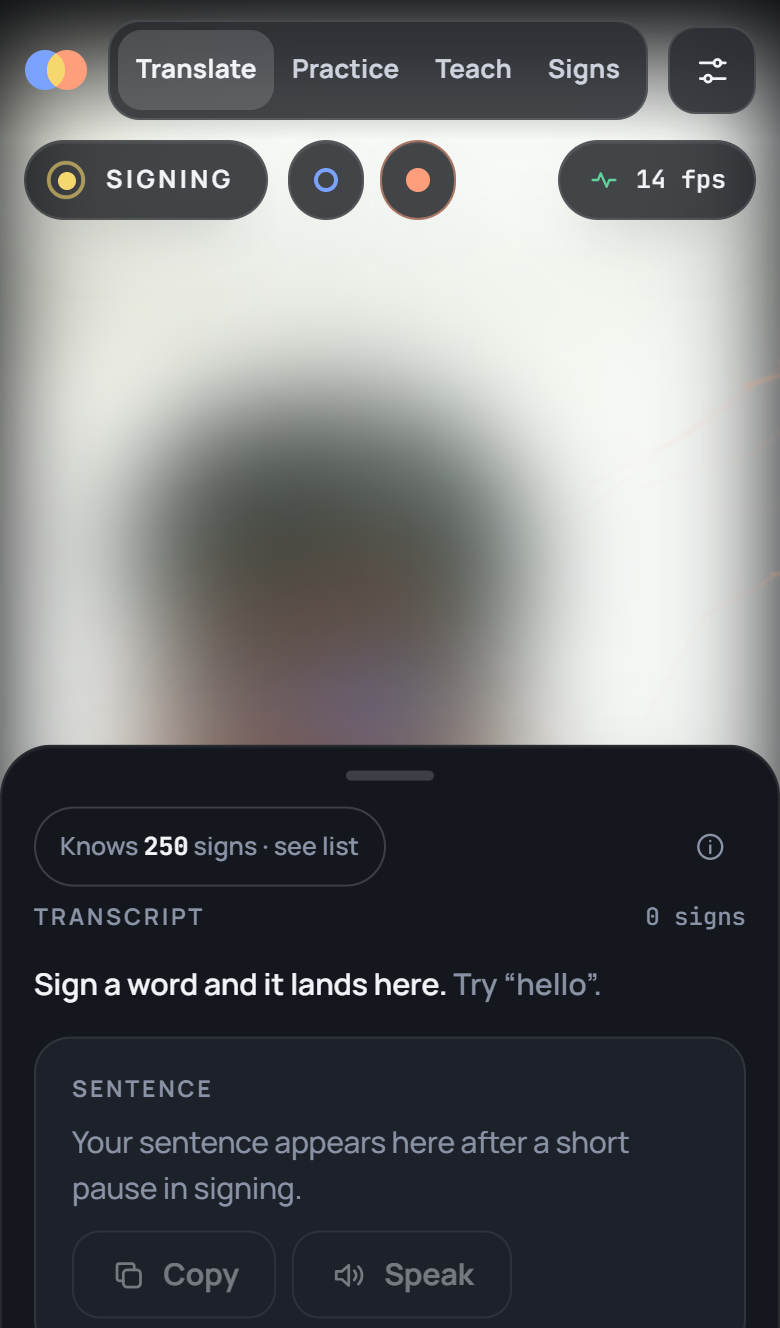 Translate Practice Teach Signs
SIGNING 14 fps
Knows 250 signs · see list
TRANSCRIPT 0 signs
Sign a word and it lands here. Try “hello”.
SENTENCE
Your sentence appears here after a short
pause in signing.
Copy Speak